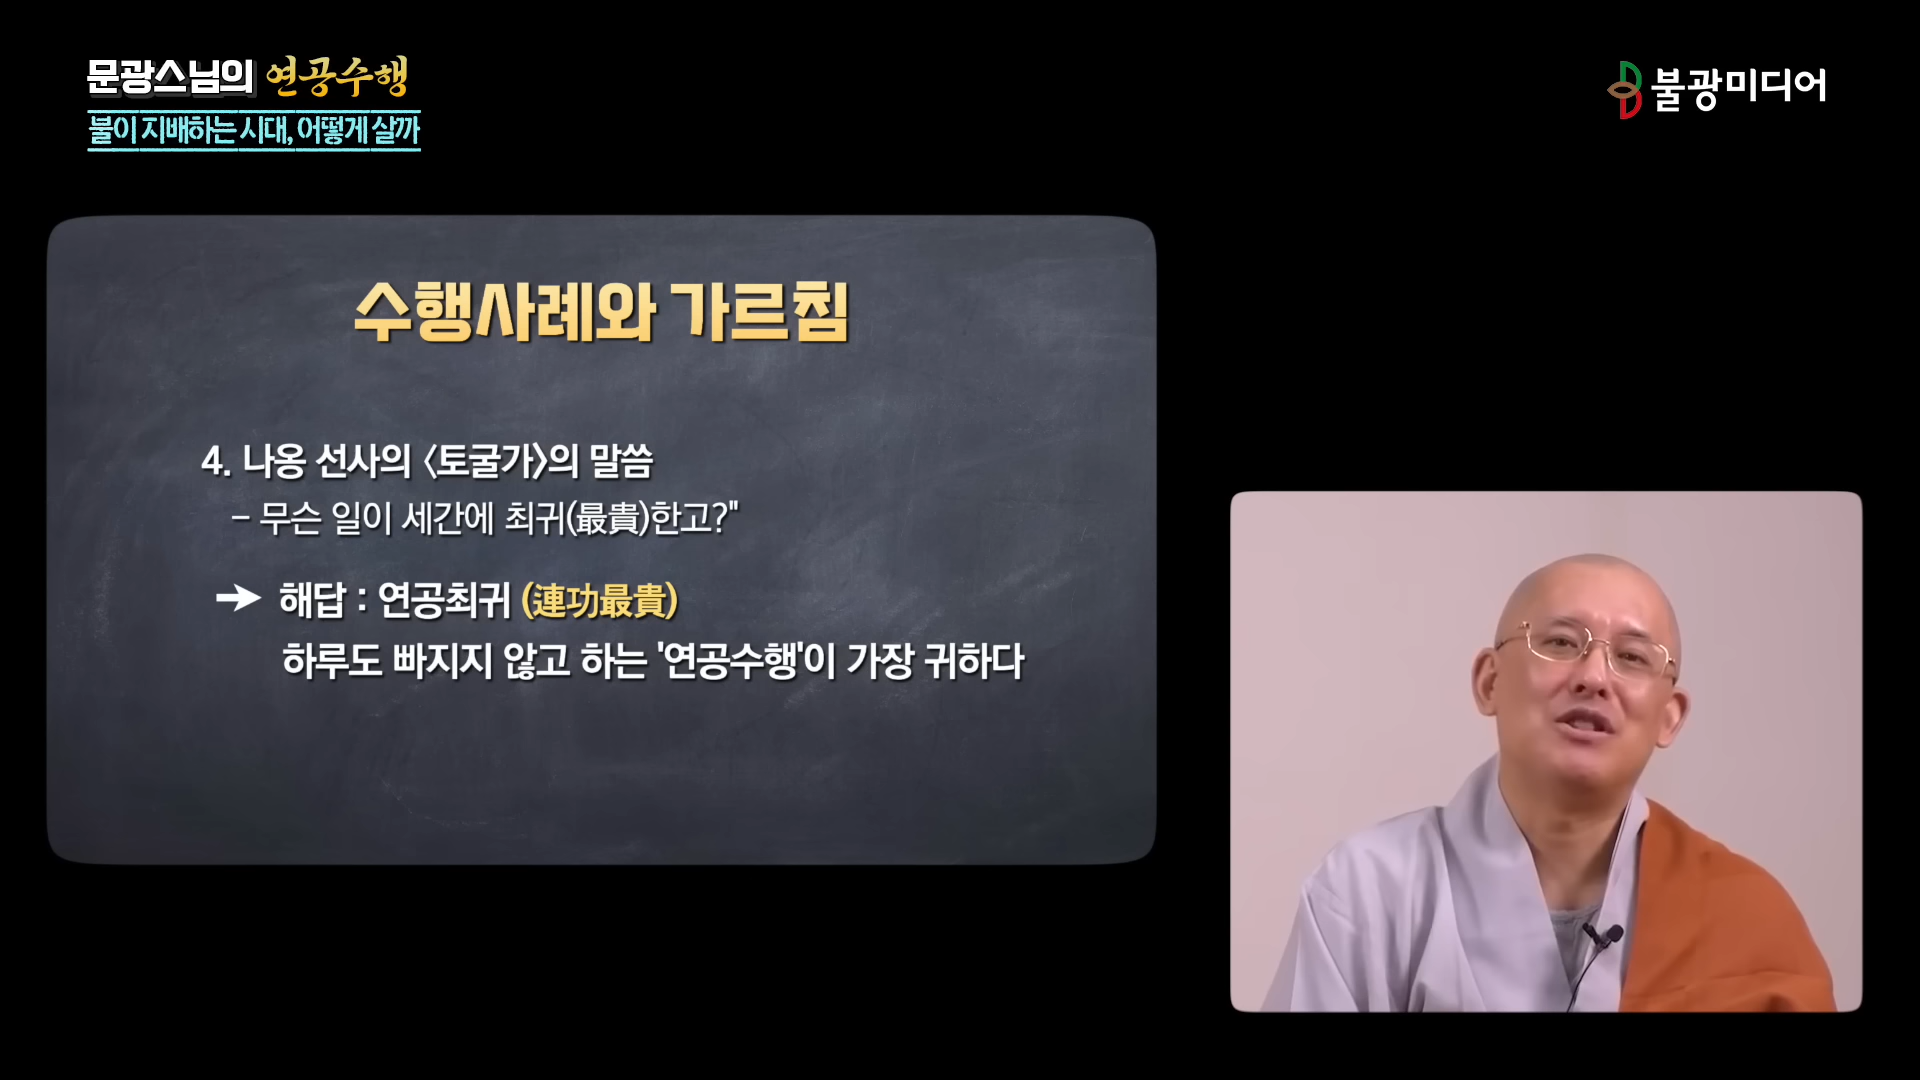 문광스님의 연공수행
불이 지배하는 시대, 어떻게 살까
불광미디어
수행사례와 가르침
4. 나옹 선사의 <토굴가>의 말씀
– 무슨 일이 세간에 최귀(最貴)한고?"
➔ 해답 : 연공최귀 (連功最貴)
하루도 빠지지 않고 하는 '연공수행'이 가장 귀하다